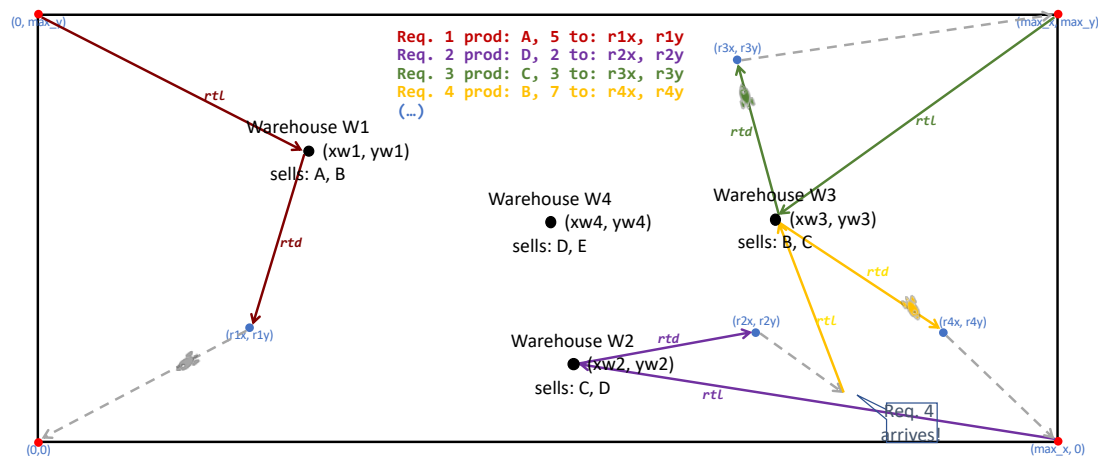 (0, max_y)
(max_x, max_y)
Req. 1 prod: A, 5 to: r1x, r1y
Req. 2 prod: D, 2 to: r2x, r2y
Req. 3 prod: C, 3 to: r3x, r3y
Req. 4 prod: B, 7 to: r4x, r4y
(…)
(r3x, r3y)
rtl
rtl
rtd
Warehouse W1
(xw1, yw1)
sells: A, B
Warehouse W4
(xw4, yw4)
sells: D, E
Warehouse W3
(xw3, yw3)
sells: B, C
rtd
rtd
rtl
(r1x, r1y)
(r2x, r2y)
(r4x, r4y)
rtd
Warehouse W2
(xw2, yw2)
sells: C, D
rtl
Req. 4
arrives!
(0,0)
(max_x, 0)